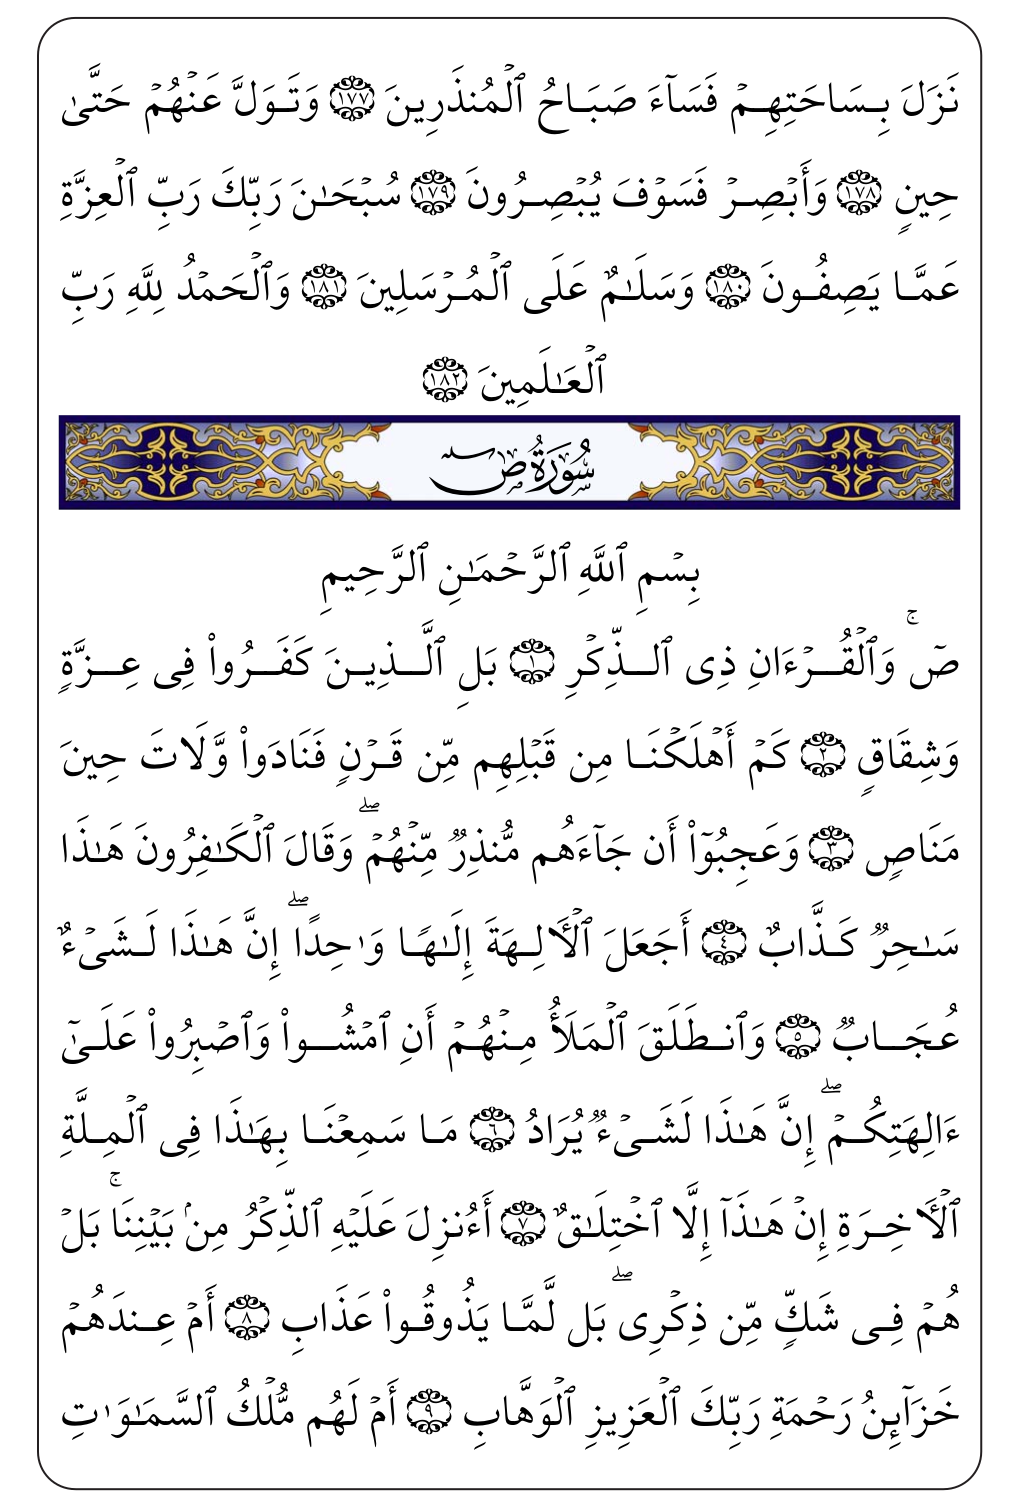 نَزَلَ بِسَاحَتِهِمۡ فَسَآءَ صَبَاحُ ٱلۡمُنذَرِينَ ١٧٧ وَتَوَلَّ عَنۡهُمۡ حَتَّىٰ
حِينٖ ١٧٨ وَأَبۡصِرۡ فَسَوۡفَ يُبۡصِرُونَ ١٧٩ سُبۡحَٰنَ رَبِّكَ رَبِّ ٱلۡعِزَّةِ
عَمَّا يَصِفُونَ ١٨٠ وَسَلَٰمٌ عَلَى ٱلۡمُرۡسَلِينَ ١٨١ وَٱلۡحَمۡدُ لِلَّهِ رَبِّ
ٱلۡعَٰلَمِينَ ١٨٢
سُورَةُ صٓ
بِسۡمِ ٱللَّهِ ٱلرَّحۡمَٰنِ ٱلرَّحِيمِ
صٓۚ وَٱلۡقُرۡءَانِ ذِي ٱلذِّكۡرِ ١ بَلِ ٱلَّذِينَ كَفَرُواْ فِي عِزَّةٖ
وَشِقَاقٖ ٢ كَمۡ أَهۡلَكۡنَا مِن قَبۡلِهِم مِّن قَرۡنٖ فَنَادَواْ وَّلَاتَ حِينَ
مَنَاصٖ ٣ وَعَجِبُوٓاْ أَن جَآءَهُم مُّنذِرٞ مِّنۡهُمۡۖ وَقَالَ ٱلۡكَٰفِرُونَ هَٰذَا
سَٰحِرٞ كَذَّابٌ ٤ أَجَعَلَ ٱلۡأٓلِهَةَ إِلَٰهٗا وَٰحِدًاۖ إِنَّ هَٰذَا لَشَيۡءٌ
عُجَابٞ ٥ وَٱنطَلَقَ ٱلۡمَلَأُ مِنۡهُمۡ أَنِ ٱمۡشُواْ وَٱصۡبِرُواْ عَلَىٰٓ
ءَالِهَتِكُمۡۖ إِنَّ هَٰذَا لَشَيۡءٞ يُرَادُ ٦ مَا سَمِعۡنَا بِهَٰذَا فِي ٱلۡمِلَّةِ
ٱلۡأٓخِرَةِ إِنۡ هَٰذَآ إِلَّا ٱخۡتِلَٰقٌ ٧ أَءُنزِلَ عَلَيۡهِ ٱلذِّكۡرُ مِنۢ بَيۡنِنَاۚ بَلۡ
هُمۡ فِي شَكّٖ مِّن ذِكۡرِيۖ بَل لَّمَّا يَذُوقُواْ عَذَابِ ٨ أَمۡ عِندَهُمۡ
خَزَآئِنُ رَحۡمَةِ رَبِّكَ ٱلۡعَزِيزِ ٱلۡوَهَّابِ ٩ أَمۡ لَهُم مُّلۡكُ ٱلسَّمَٰوَٰتِ